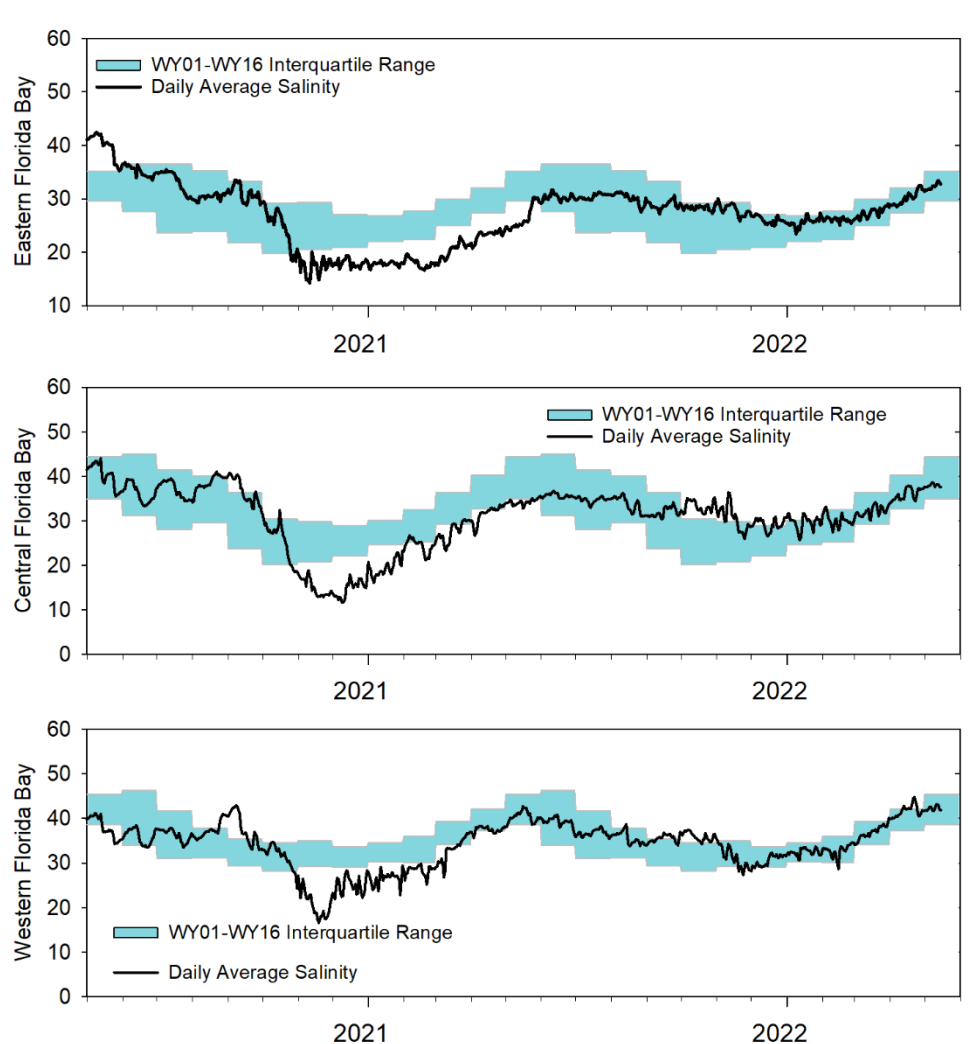 60
WY01-WY16 Interquartile Range
50
Daily Average Salinity
40
30
20
10
Eastern Florida Bay
2021 2022
60
50
WY01-WY16 Interquartile Range
Daily Average Salinity
40
30
20
10
0
Central Florida Bay
2021 2022
60
50
40
30
20
WY01-WY16 Interquartile Range
10
Daily Average Salinity
0
Western Florida Bay
2021 2022